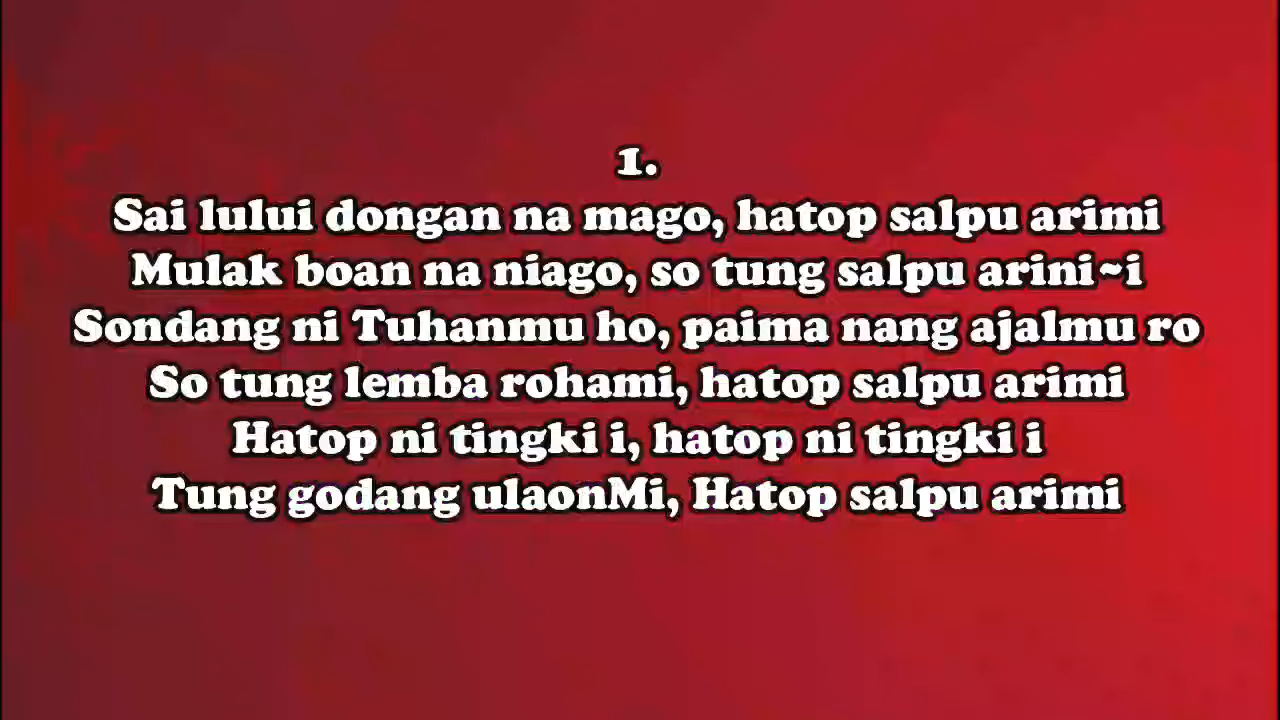 1.
Sai lului dongan na mago, hatop salpu arimi
Mulak boan na niago, so tung salpu arini~i
Sondang ni Tuhanmu ho, paima nang ajalmu ro
So tung lemba rohami, hatop salpu arimi
Hatop ni tingki i, hatop ni tingki i
Tung godang ulaonMi, Hatop salpu arimi